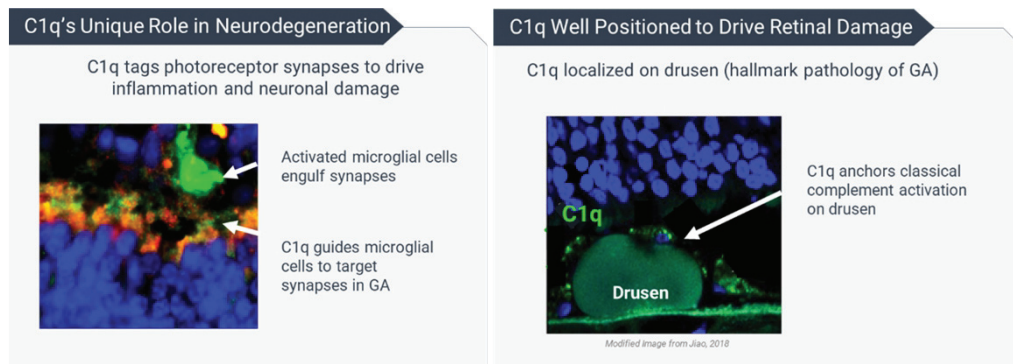 C1q's Unique Role in Neurodegeneration
C1q tags photoreceptor synapses to drive
inflammation and neuronal damage
Activated microglial cells
engulf synapses
C1q guides microglial
cells to target
synapses in GA
C1q Well Positioned to Drive Retinal Damage
C1q localized on drusen (hallmark pathology of GA)
C1q anchors classical
complement activation
on drusen
C1q
Drusen
Modified Image from Jiao, 2018